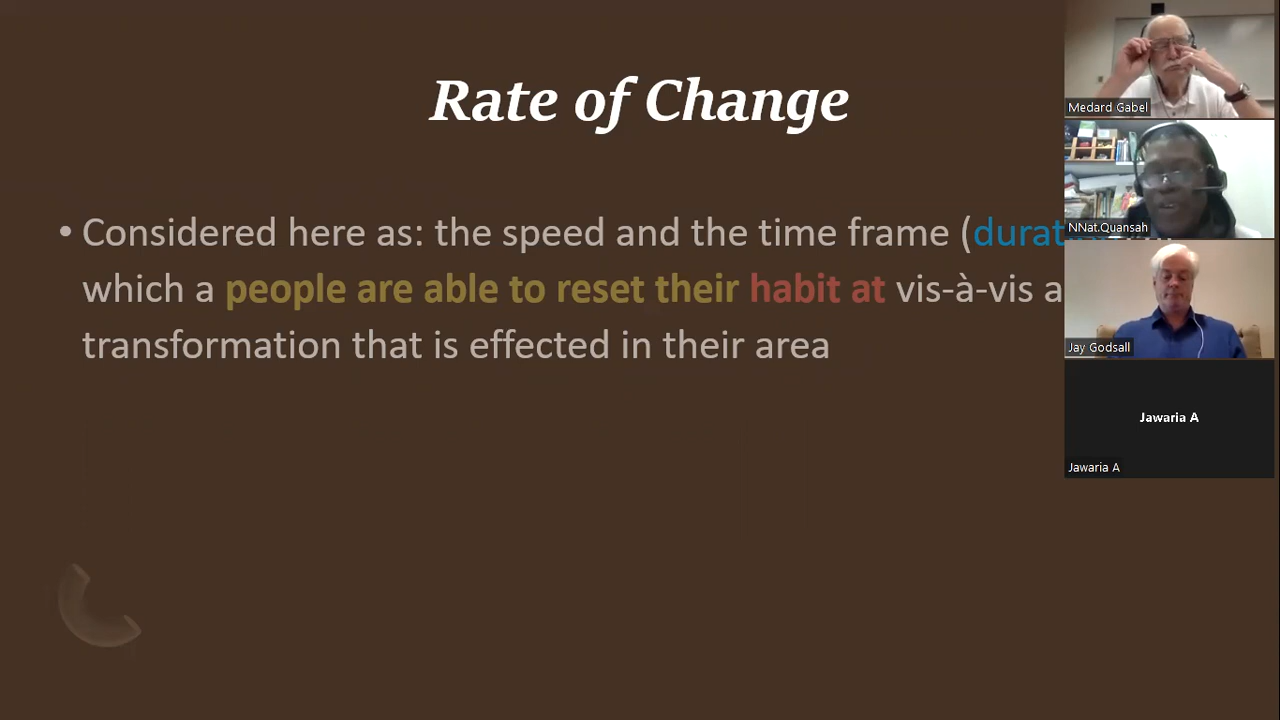 Rate of Change
• Considered here as: the speed and the time frame (
which a people are able to reset their habit at vis-à-vis a
transformation that is effected in their area
Medard Gabel
NNat.Quansah
Jay Godsall
Jawaria A
Jawaria A